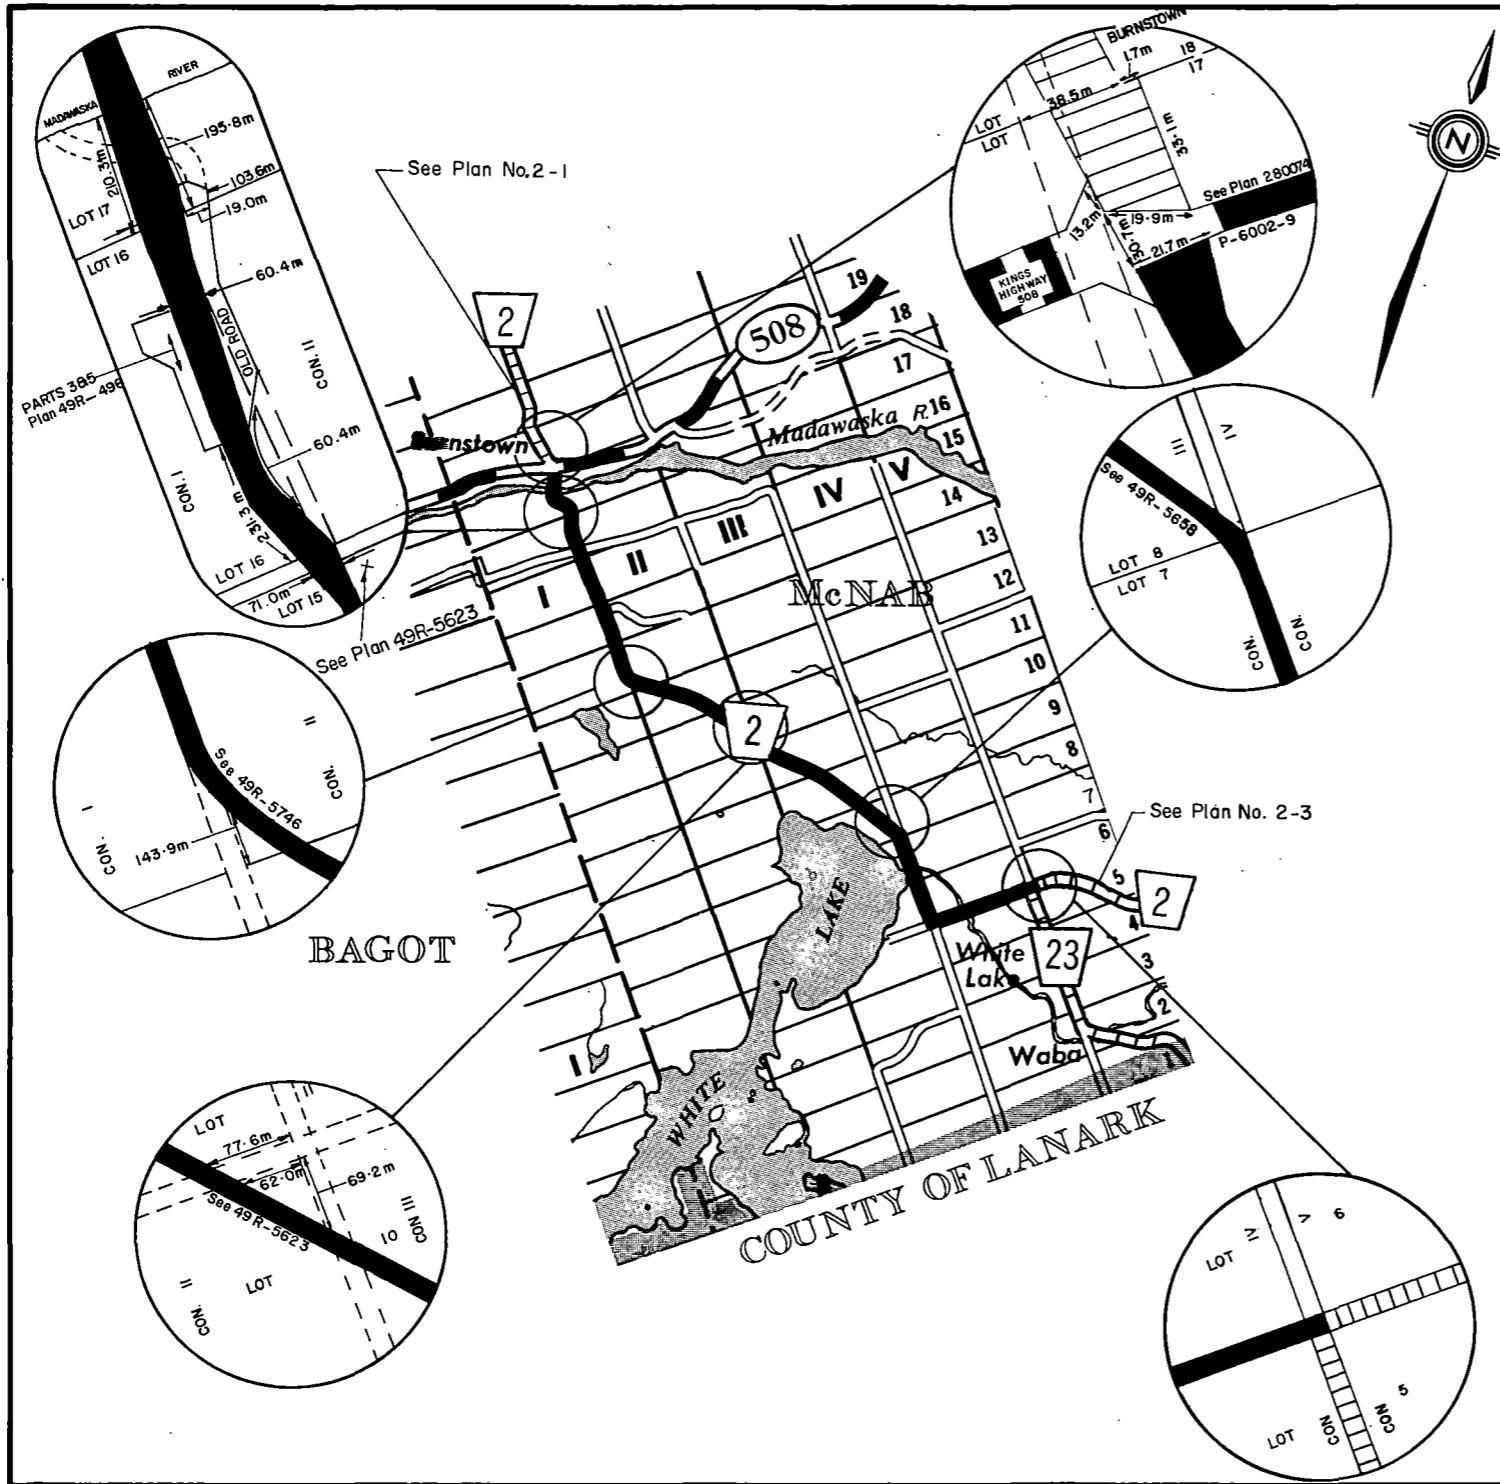 MADAWASKA
RIVER
195.8m
210.3m
103.6m
19.0m
LOT 17
LOT 16
60.4m
OLD ROAD
CON. II
PARTS 3&5
Plan 49R-498
60.4m
CON. I
231.3 m
LOT 16
71.0m
LOT 15
See Plan 49R-5623
See Plan No.2-1
BURNSTOWN
17m
18
17
38.5m
LOT
LOT
33.1m
See Plan 280074
13.2m
19.9m
130.7m
21.7m
P-6002-9
KINGS
HIGHWAY
508
N
2
508
19
18
17
16
15
14
13
12
11
10
9
8
7
6
5
4
3
2
Burnstown
Madawaska R.
I
II
III
IV
V
McNAB
III
IV
See 49R-5658
LOT 8
LOT 7
CON.
CON.
I
II
See 49R-5746
CON.
CON.
143.9m
2
See Plan No. 2-3
2
23
BAGOT
WHITE
LAKE
White
Lake
Waba
I
COUNTY OF LANARK
LOT
II
77.6m
62.0m
69.2m
See 49R-5623
CON III
10
LOT
II
CON.
LOT
IV
V
6
LOT
CON
CON
5